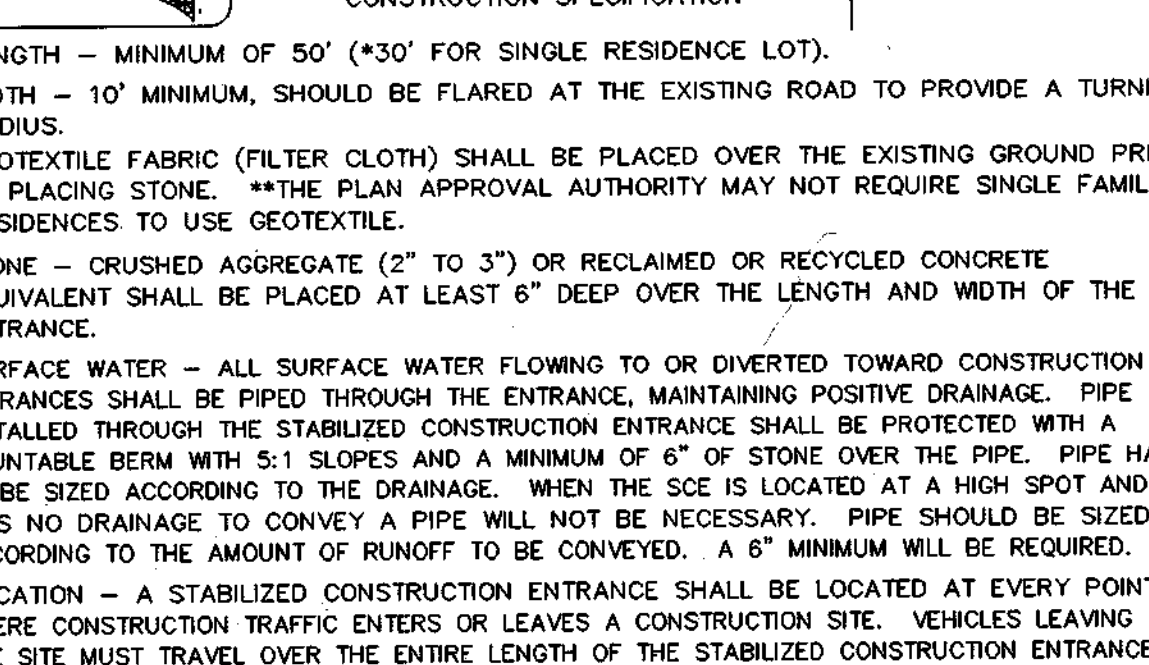 CONSTRUCTION SPECIFICATION
NGTH – MINIMUM OF 50' (*30' FOR SINGLE RESIDENCE LOT).
DTH – 10' MINIMUM, SHOULD BE FLARED AT THE EXISTING ROAD TO PROVIDE A TURNI
DIUS.
OTEXTILE FABRIC (FILTER CLOTH) SHALL BE PLACED OVER THE EXISTING GROUND PRI
PLACING STONE. **THE PLAN APPROVAL AUTHORITY MAY NOT REQUIRE SINGLE FAMIL
SIDENCES TO USE GEOTEXTILE.
ONE – CRUSHED AGGREGATE (2" TO 3") OR RECLAIMED OR RECYCLED CONCRETE
UIVALENT SHALL BE PLACED AT LEAST 6" DEEP OVER THE LENGTH AND WIDTH OF THE
TRANCE.
RFACE WATER – ALL SURFACE WATER FLOWING TO OR DIVERTED TOWARD CONSTRUCTION
RANCES SHALL BE PIPED THROUGH THE ENTRANCE, MAINTAINING POSITIVE DRAINAGE. PIPE
TALLED THROUGH THE STABILIZED CONSTRUCTION ENTRANCE SHALL BE PROTECTED WITH A
UNTABLE BERM WITH 5:1 SLOPES AND A MINIMUM OF 6" OF STONE OVER THE PIPE. PIPE HA
BE SIZED ACCORDING TO THE DRAINAGE. WHEN THE SCE IS LOCATED AT A HIGH SPOT AND
S NO DRAINAGE TO CONVEY A PIPE WILL NOT BE NECESSARY. PIPE SHOULD BE SIZED
CORDING TO THE AMOUNT OF RUNOFF TO BE CONVEYED. A 6" MINIMUM WILL BE REQUIRED.
CATION – A STABILIZED CONSTRUCTION ENTRANCE SHALL BE LOCATED AT EVERY POINT
ERE CONSTRUCTION TRAFFIC ENTERS OR LEAVES A CONSTRUCTION SITE. VEHICLES LEAVING
E SITE MUST TRAVEL OVER THE ENTIRE LENGTH OF THE STABILIZED CONSTRUCTION ENTRANCE